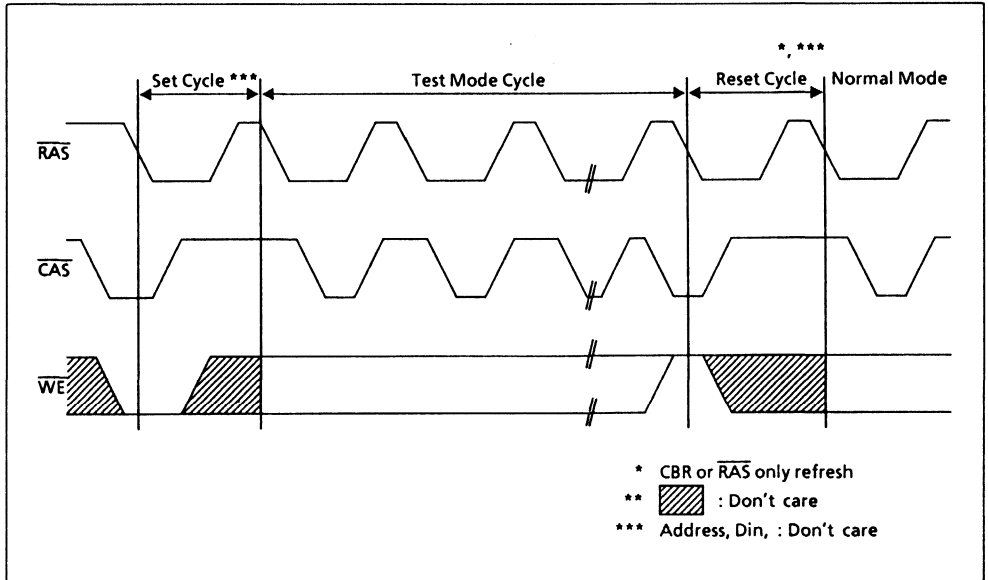 *, ***
Set Cycle *** Test Mode Cycle Reset Cycle Normal Mode
RAS
CAS
WE
* CBR or RAS only refresh
** : Don't care
*** Address, Din, : Don't care